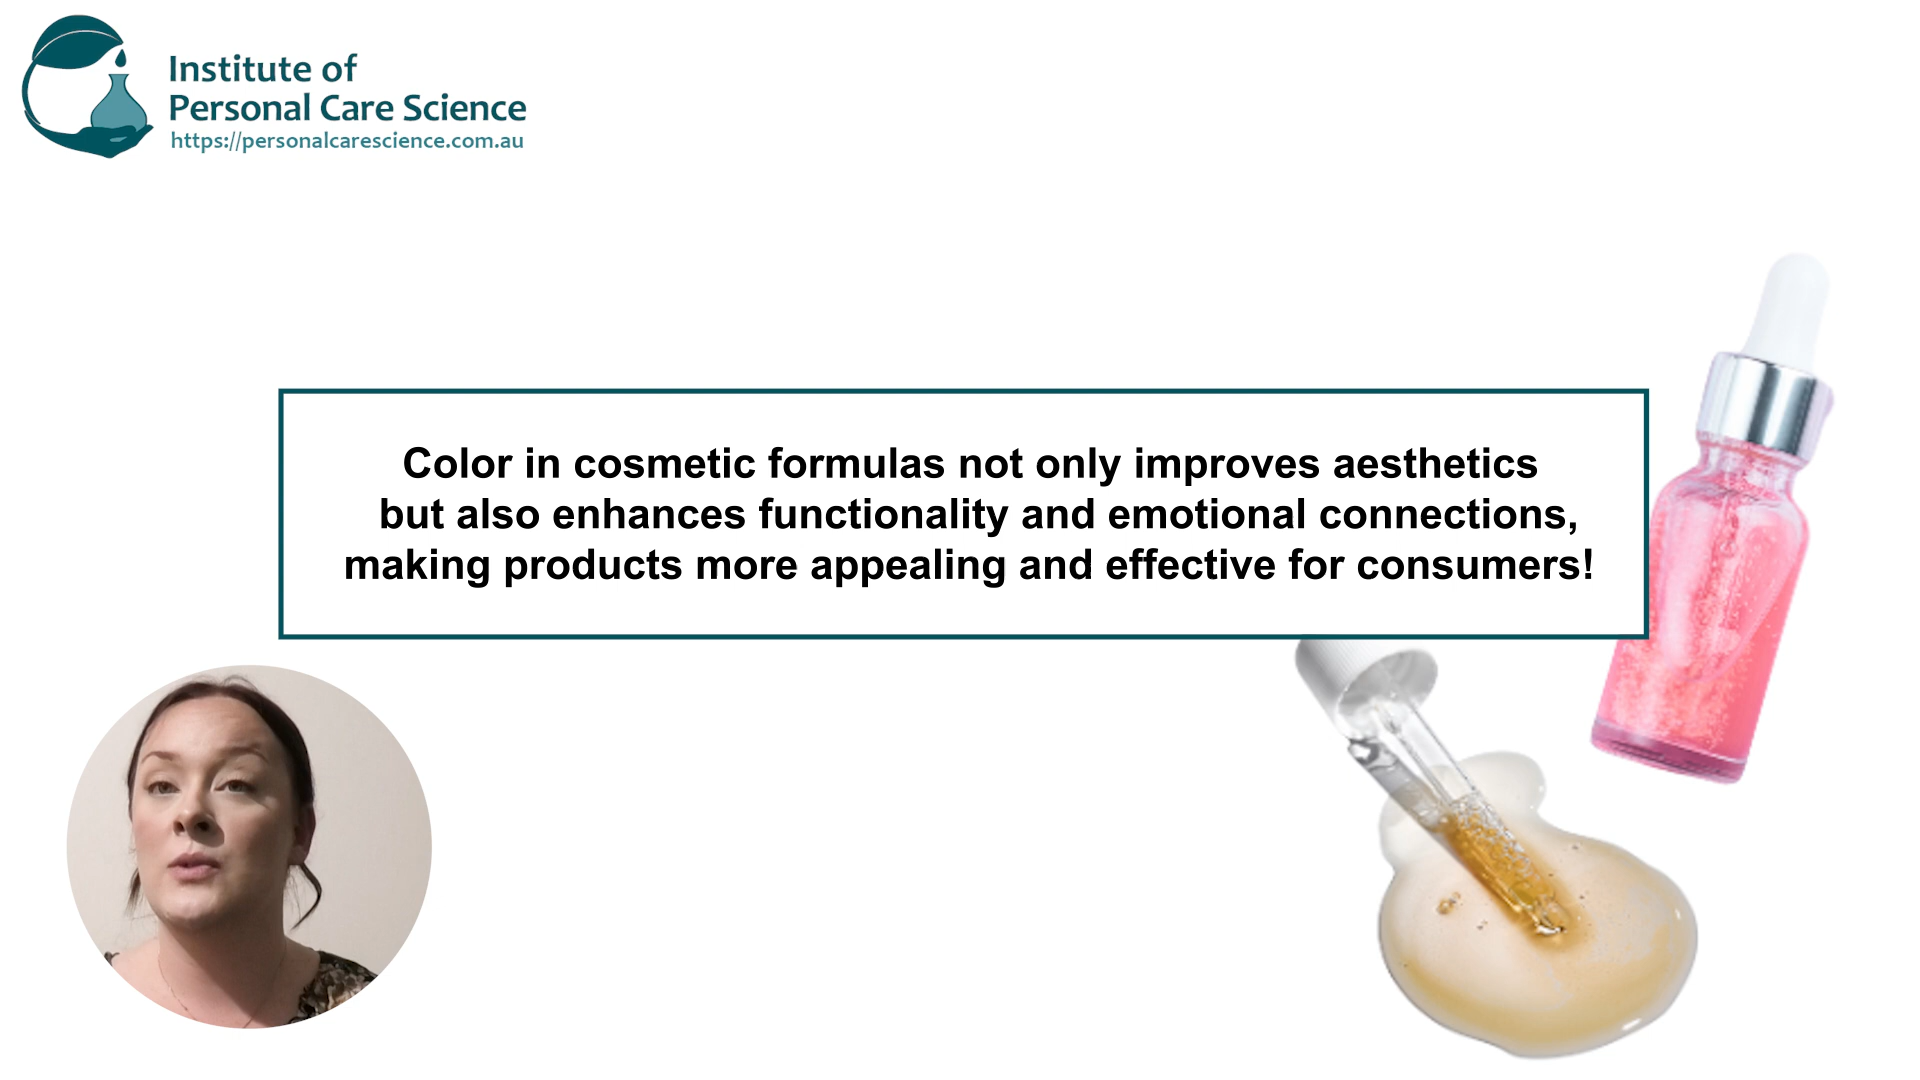 Institute of
Personal Care Science
https://personalcarescience.com.au
Color in cosmetic formulas not only improves aesthetics
but also enhances functionality and emotional connections,
making products more appealing and effective for consumers!